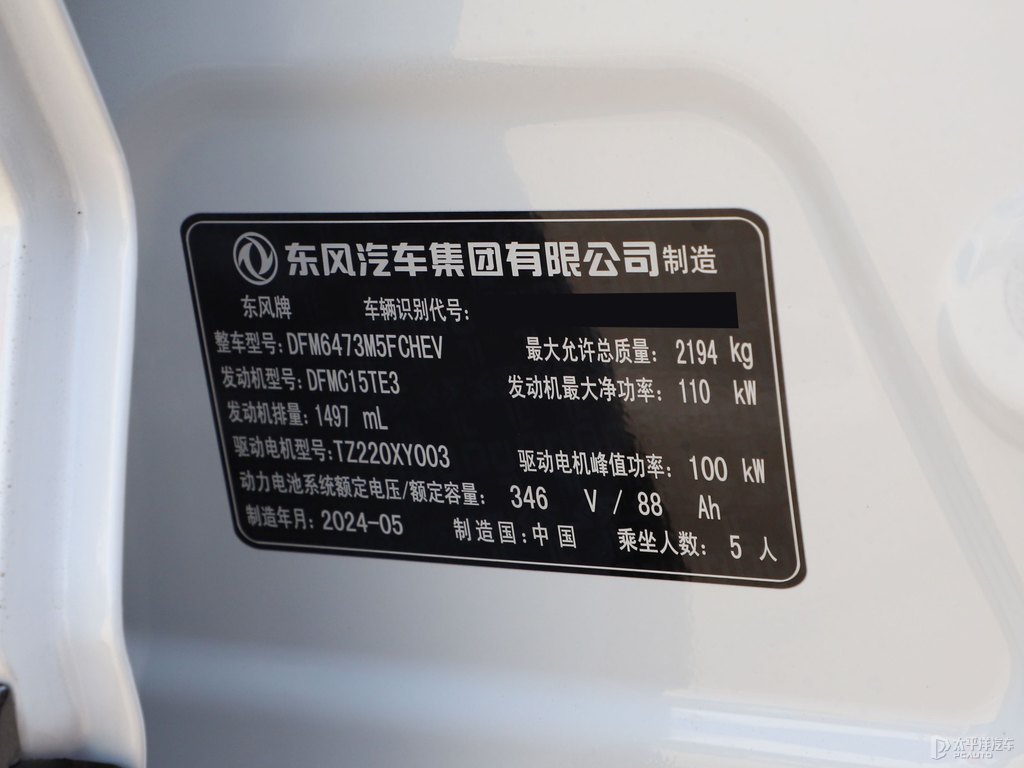 东风汽车集团有限公司制造
东风牌 车辆识别代号:
整车型号:DFM6473M5FCHEV 最大允许总质量: 2194 kg
发动机型号:DFMC15TE3 发动机最大净功率: 110 kW
发动机排量:1497 mL
驱动电机型号:TZ220XY003 驱动电机峰值功率: 100 kW
动力电池系统额定电压/额定容量: 346 V / 88 Ah
制造年月: 2024-05 制造国:中国 乘坐人数: 5 人
太平洋汽车
PCAUTO